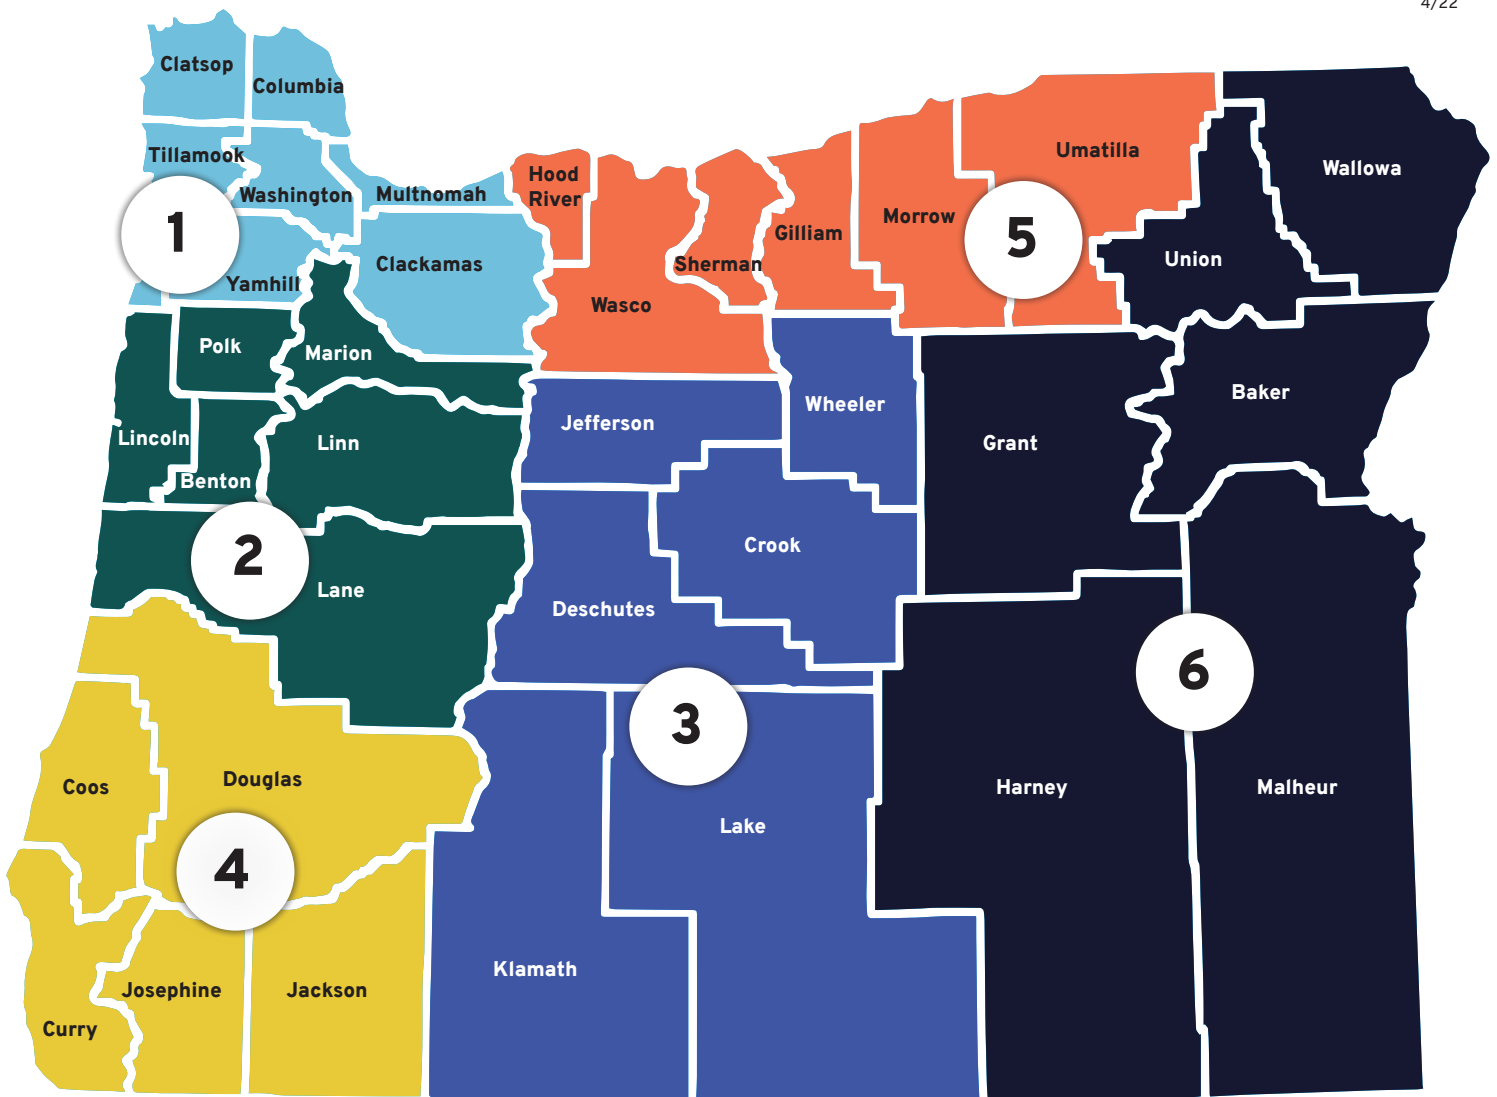 4/22
Clatsop
Columbia
Tillamook
Washington
Multnomah
1
Yamhill
Clackamas
Hood
River
Wasco
Sherman
Gilliam
Morrow
Umatilla
5
Union
Wallowa
Polk
Marion
Lincoln
Benton
Linn
2
Lane
Jefferson
Wheeler
Crook
Deschutes
3
Lake
Klamath
Grant
Baker
6
Harney
Malheur
Coos
Douglas
4
Curry
Josephine
Jackson